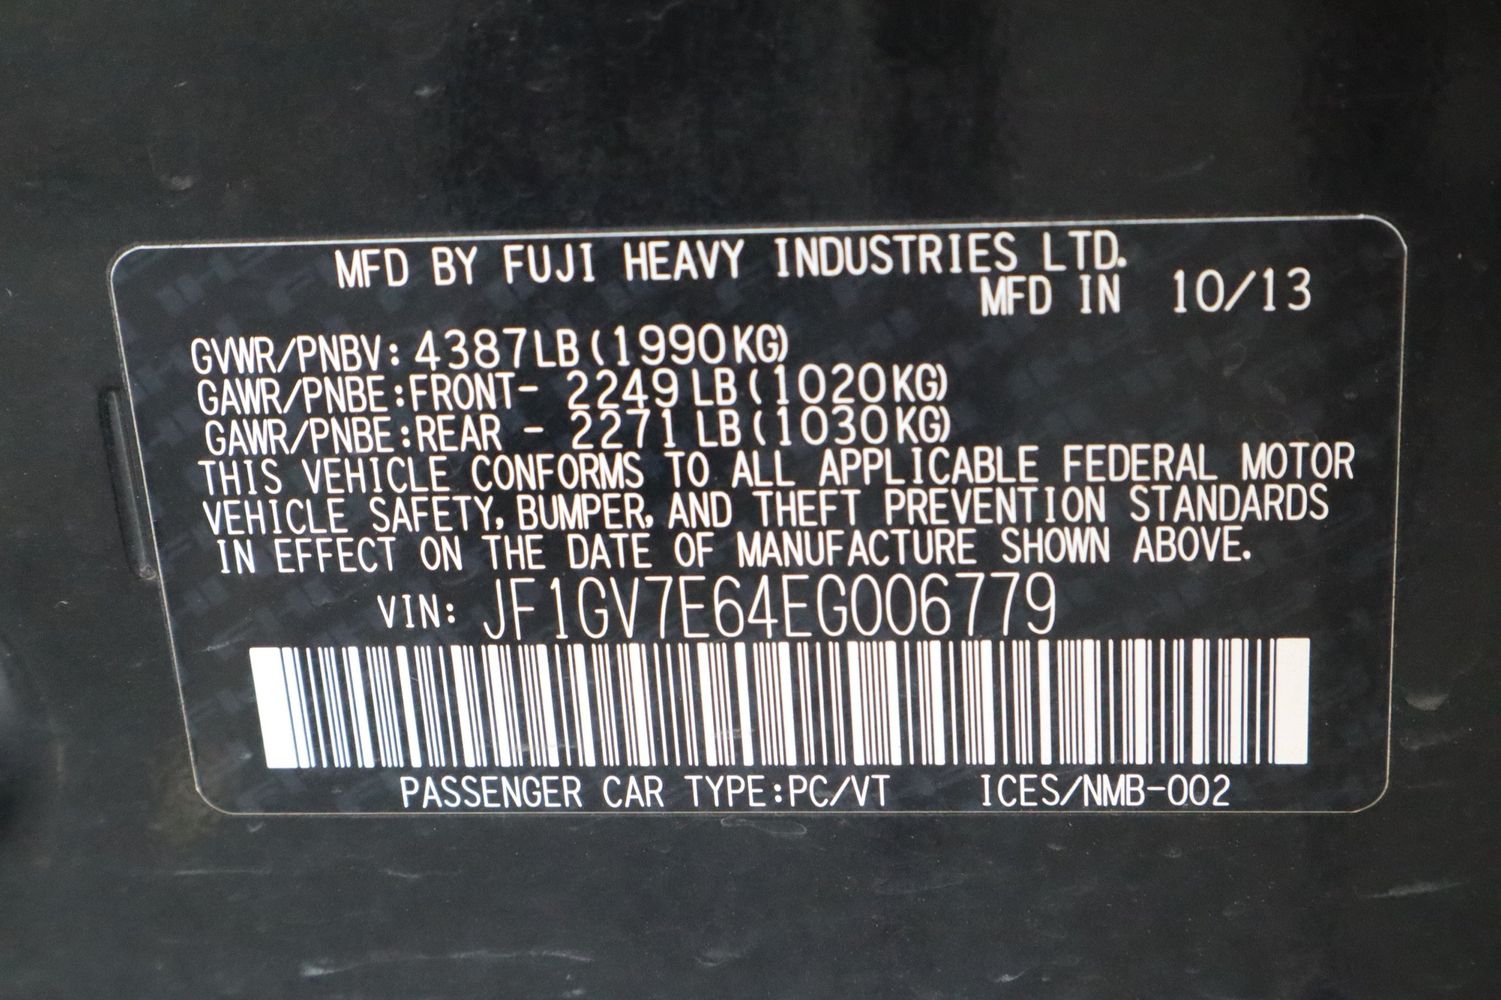 MFD BY FUJI HEAVY INDUSTRIES LTD.
MFD IN 10/13
GVWR/PNBV: 4387LB(1990KG)
GAWR/PNBE:FRONT- 2249LB(1020KG)
GAWR/PNBE:REAR - 2271LB(1030KG)
THIS VEHICLE CONFORMS TO ALL APPLICABLE FEDERAL MOTOR
VEHICLE SAFETY, BUMPER, AND THEFT PREVENTION STANDARDS
IN EFFECT ON THE DATE OF MANUFACTURE SHOWN ABOVE.
VIN: JF1GV7E64EG006779
PASSENGER CAR TYPE:PC/VT ICES/NMB-002